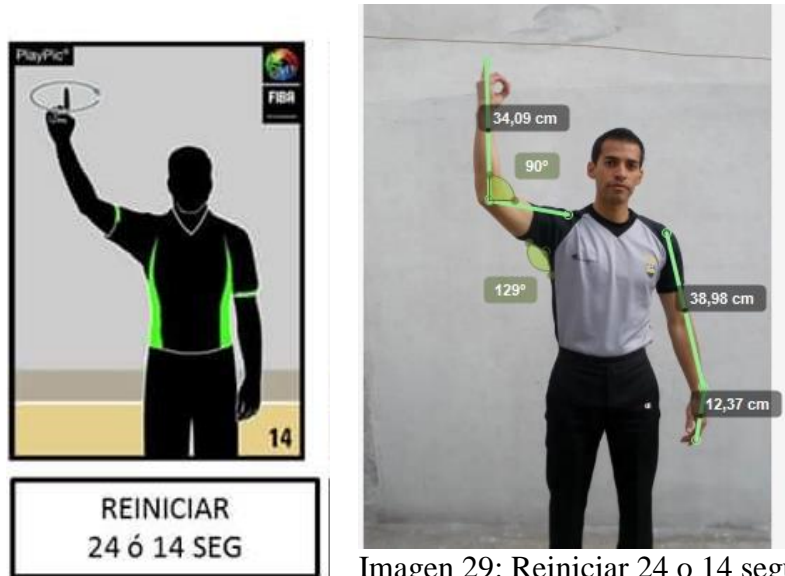 PlayPic®
FIBA
14
REINICIAR
24 ó 14 SEG
34,09 cm
90°
129°
38,98 cm
12,37 cm
Imagen 29: Reiniciar 24 o 14 segu